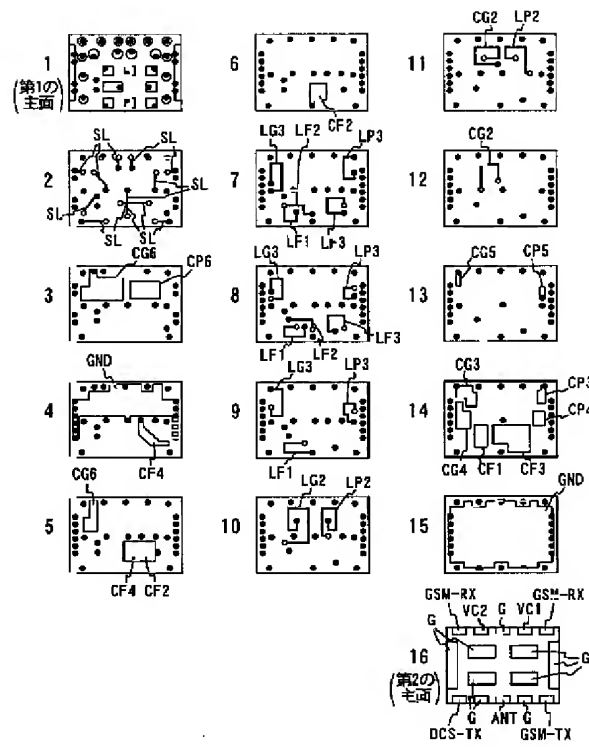 1
(第1の
主面)
2
SL
SL
SL
SL
SL
SL
SL
SL
3
CG6
CP6
4
GND
CF4
5
CG6
CF4
CF2
6
CF2
7
LG3
LF2
LP3
LF1
LF3
8
LG3
LP3
LF1
LF2
LF3
9
LG3
LP3
LF1
10
LG2
LP2
11
CG2
LP2
12
CG2
13
CG5
CP5
14
CG3
CP3
CP4
CG4
CF1
CF3
15
GND
16
(第2の
主面)
GSM-RX
VC2
G
VC1
GSM-RX
G
G
DCS-TX
G
ANT
G
GSM-TX